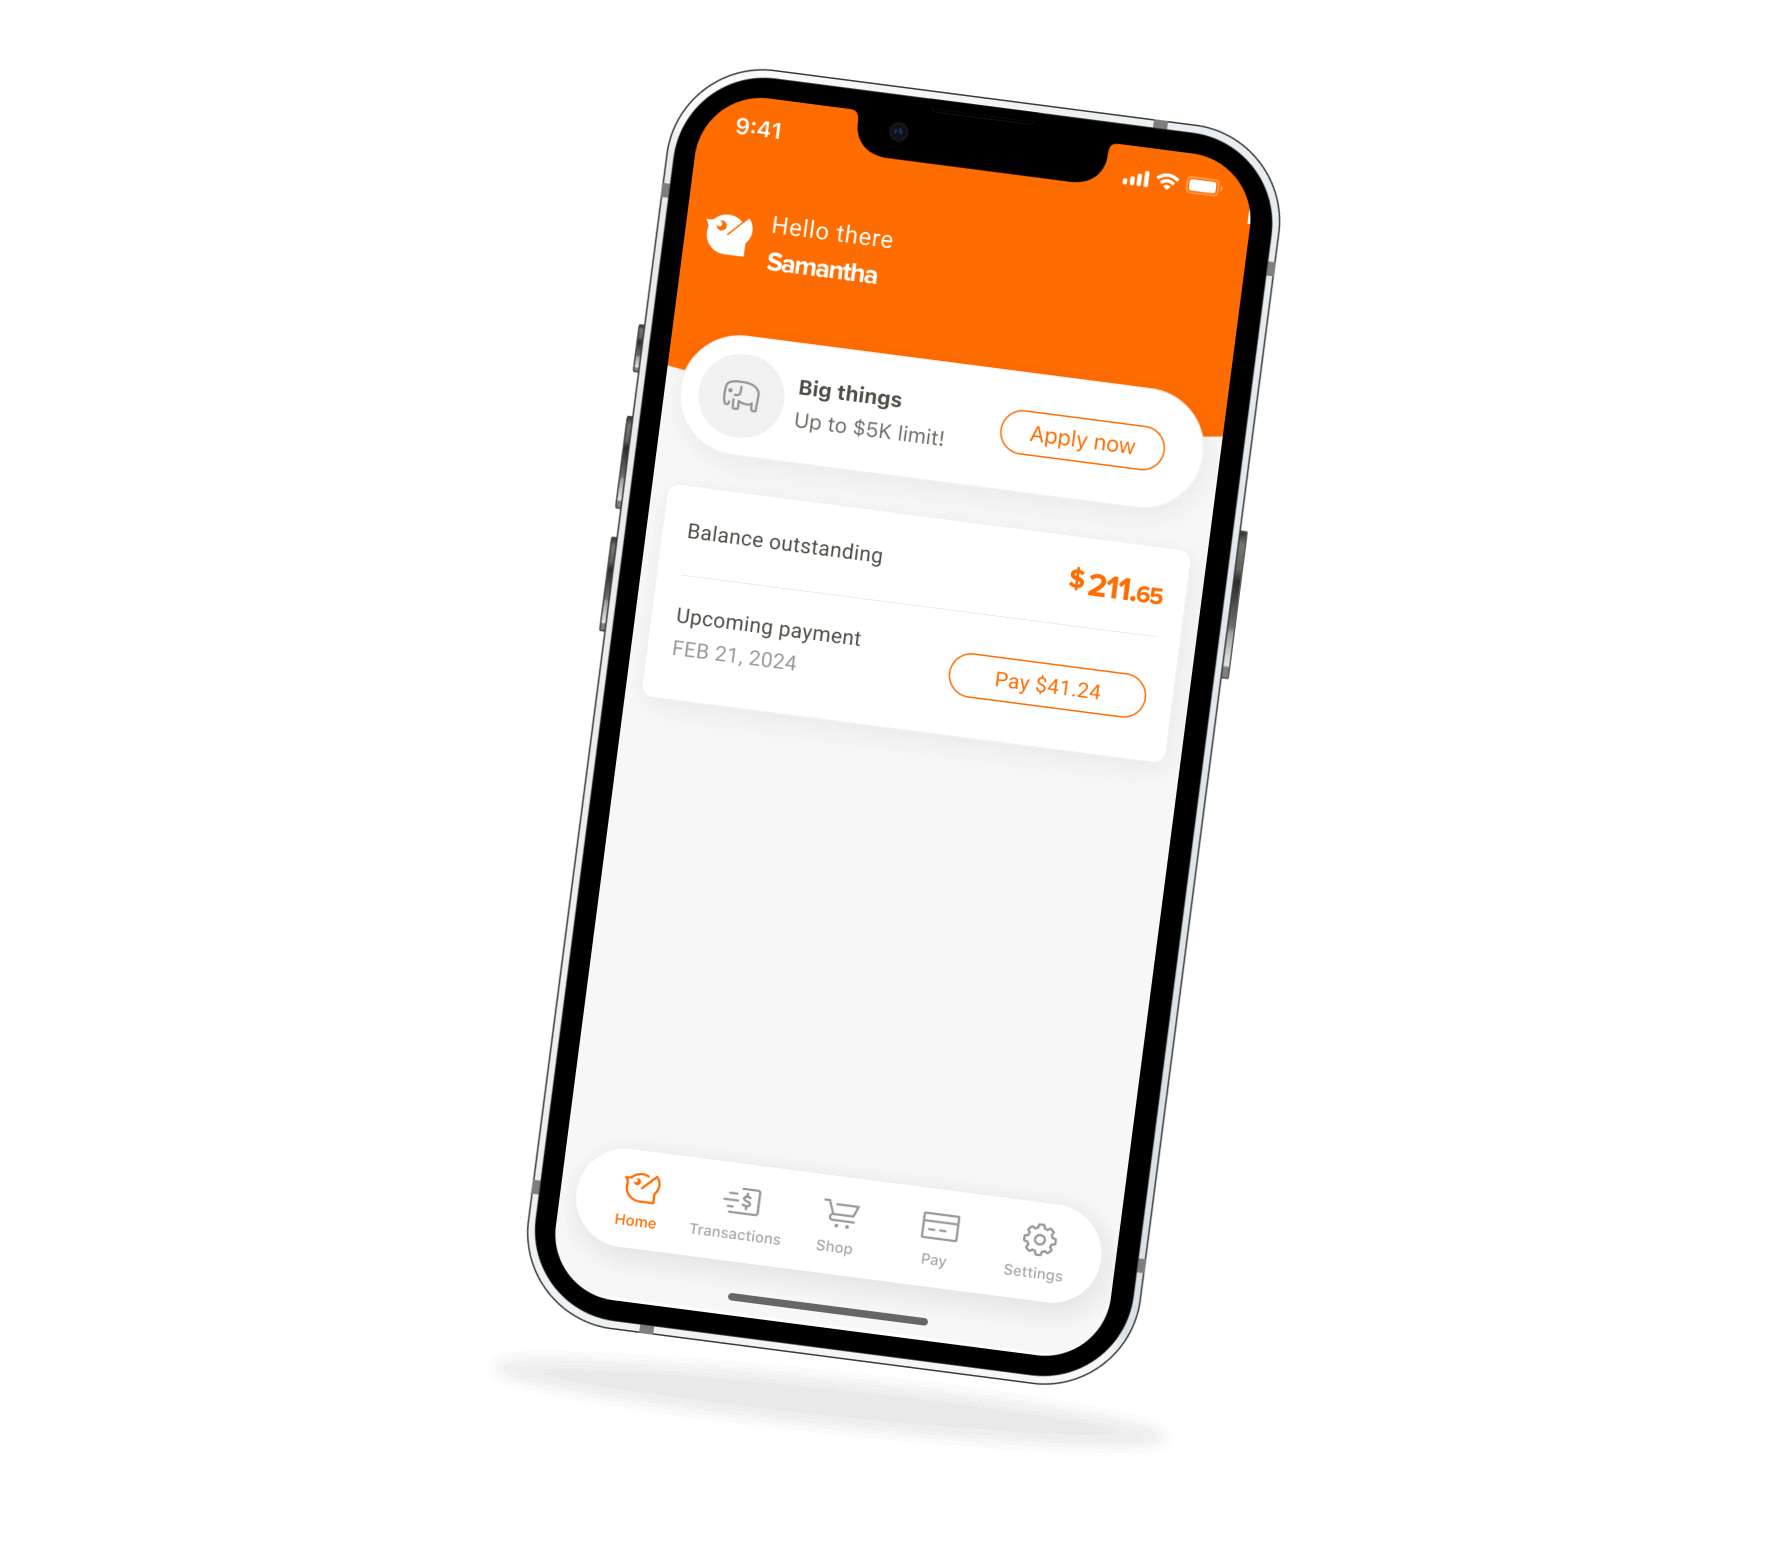 9:41
Hello there
Samantha
Big things
Up to $5K limit!
Apply now
Balance outstanding
$211.65
Upcoming payment
FEB 21, 2024
Pay $41.24
Home
Transactions
Shop
Pay
Settings